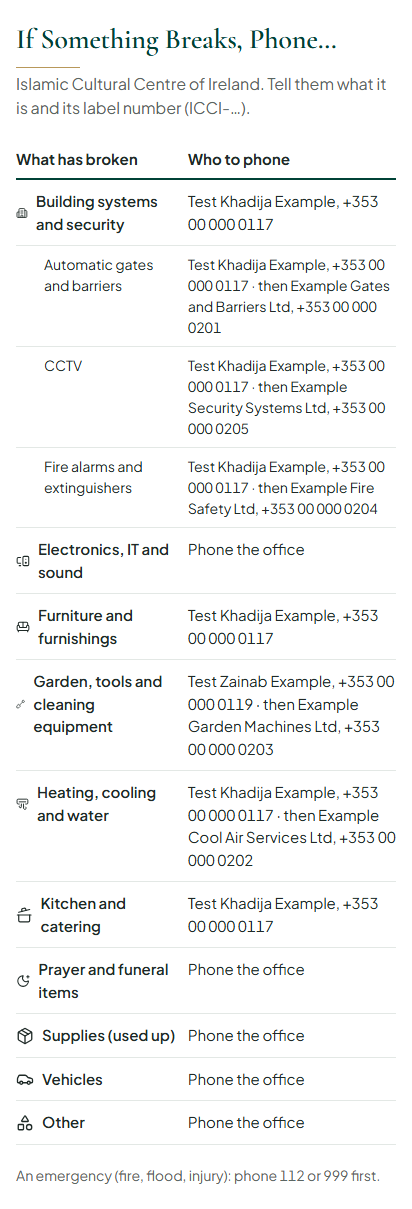 If Something Breaks, Phone…
Islamic Cultural Centre of Ireland. Tell them what it
is and its label number (ICCI-…).
What has broken
Who to phone
Building systems
and security
Test Khadija Example, +353
00 000 0117
Automatic gates
and barriers
Test Khadija Example, +353 00
000 0117 · then Example Gates
and Barriers Ltd, +353 00 000
0201
CCTV
Test Khadija Example, +353 00
000 0117 · then Example
Security Systems Ltd, +353 00
000 0205
Fire alarms and
extinguishers
Test Khadija Example, +353 00
000 0117 · then Example Fire
Safety Ltd, +353 00 000 0204
Electronics, IT and
sound
Phone the office
Furniture and
furnishings
Test Khadija Example, +353
00 000 0117
Garden, tools and
cleaning
equipment
Test Zainab Example, +353 00
000 0119 · then Example
Garden Machines Ltd, +353
00 000 0203
Heating, cooling
and water
Test Khadija Example, +353
00 000 0117 · then Example
Cool Air Services Ltd, +353 00
000 0202
Kitchen and
catering
Test Khadija Example, +353
00 000 0117
Prayer and funeral
items
Phone the office
Supplies (used up)
Phone the office
Vehicles
Phone the office
Other
Phone the office
An emergency (fire, flood, injury): phone 112 or 999 first.